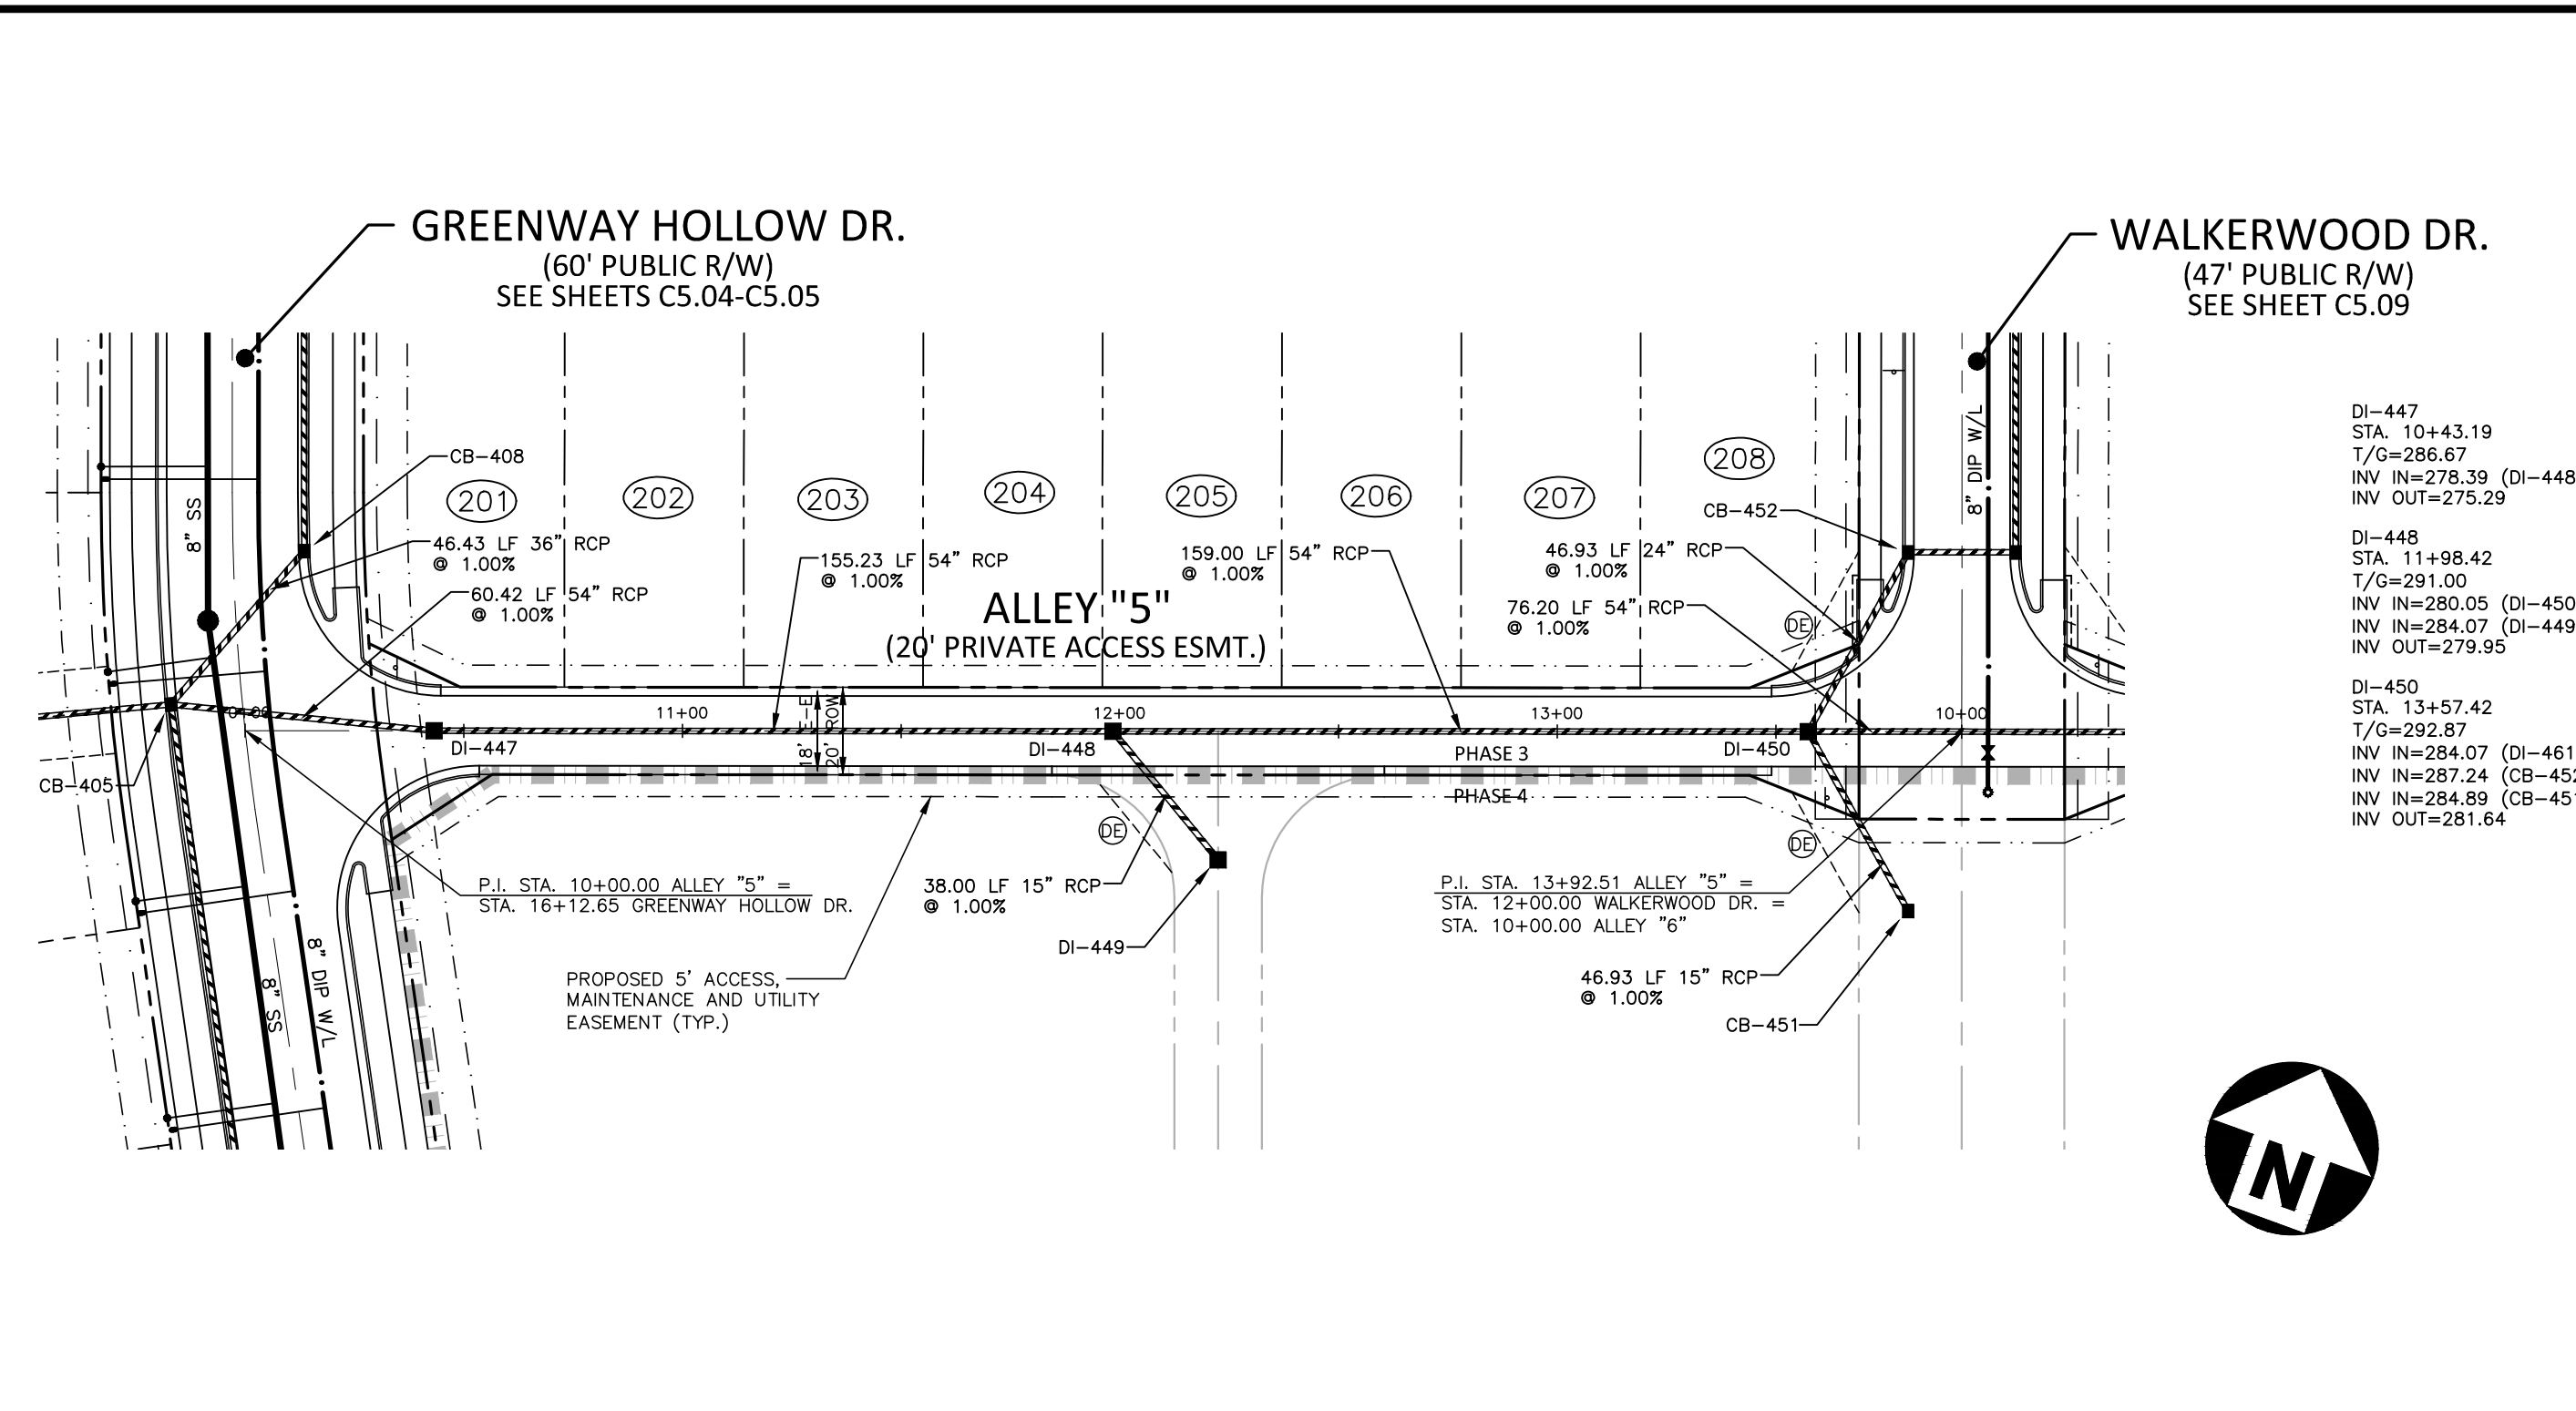 GREENWAY HOLLOW DR.
(60' PUBLIC R/W)
SEE SHEETS C5.04-C5.05
WALKERWOOD DR.
(47' PUBLIC R/W)
SEE SHEET C5.09
DI-447
STA. 10+43.19
T/G=286.67
INV IN=278.39 (DI-448
INV OUT=275.29
DI-448
STA. 11+98.42
T/G=291.00
INV IN=280.05 (DI-450
INV IN=284.07 (DI-449
INV OUT=279.95
DI-450
STA. 13+57.42
T/G=292.87
INV IN=284.07 (DI-461
INV IN=287.24 (CB-452
INV IN=284.89 (CB-451
INV OUT=281.64
8" SS
8" DIP W/L
CB-408
201
202
203
204
205
206
207
208
CB-452
46.43 LF 36" RCP
@ 1.00%
60.42 LF 54" RCP
@ 1.00%
155.23 LF 54" RCP
@ 1.00%
159.00 LF 54" RCP
@ 1.00%
46.93 LF 24" RCP
@ 1.00%
76.20 LF 54" RCP
@ 1.00%
ALLEY "5"
(20' PRIVATE ACCESS ESMT.)
DE
11+00
12+00
13+00
10+00
18' E-E
20' ROW
DI-447
DI-448
DI-450
PHASE 3
PHASE 4
CB-405
DE
DE
P.I. STA. 10+00.00 ALLEY "5" =
STA. 16+12.65 GREENWAY HOLLOW DR.
38.00 LF 15" RCP
@ 1.00%
DI-449
P.I. STA. 13+92.51 ALLEY "5" =
STA. 12+00.00 WALKERWOOD DR. =
STA. 10+00.00 ALLEY "6"
PROPOSED 5' ACCESS,
MAINTENANCE AND UTILITY
EASEMENT (TYP.)
46.93 LF 15" RCP
@ 1.00%
CB-451
8" SS
8" DIP W/L
N